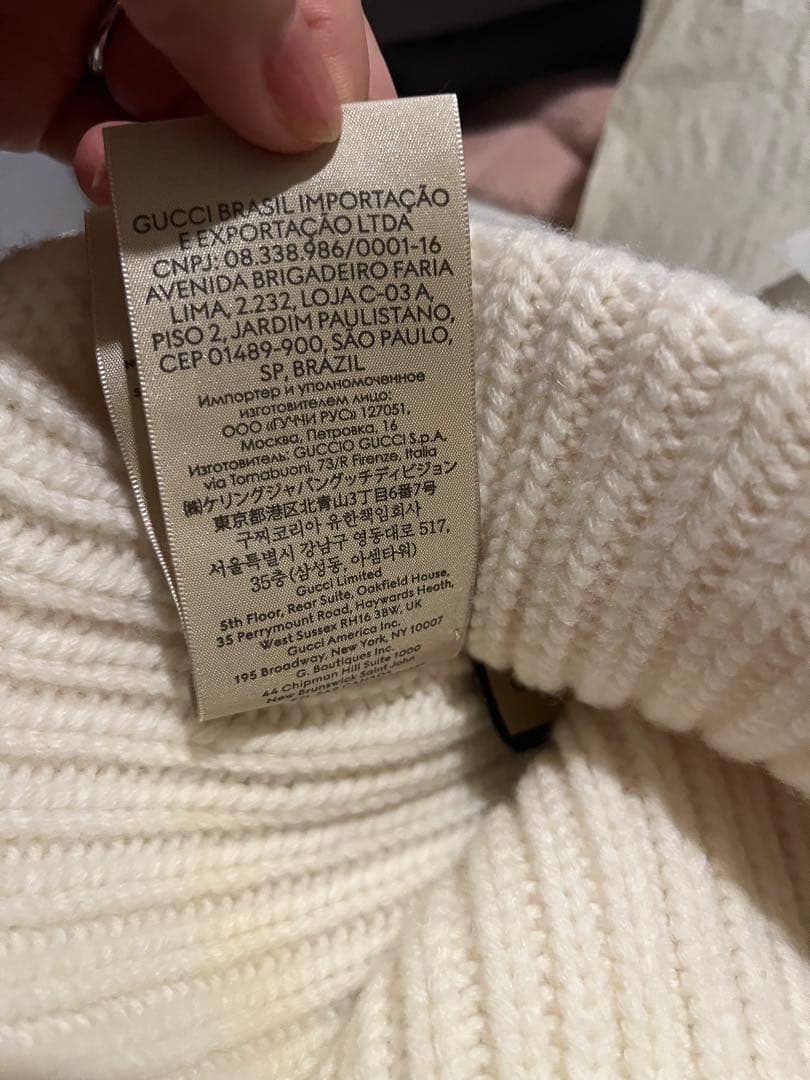 GUCCI BRASIL IMPORTAÇÃO
E EXPORTAÇÃO LTDA
CNPJ: 08.338.986/0001-16
AVENIDA BRIGADEIRO FARIA
LIMA, 2.232, LOJA C-03 A,
PISO 2, JARDIM PAULISTANO,
CEP 01489-900, SÃO PAULO,
SP, BRAZIL
Импортер и уполномоченное
изготовителем лицо:
ООО «ГУЧЧИ РУС» 127051,
Москва, Петровка, 16
Изготовитель: GUCCIO GUCCI S.p.A.
via Tornabuoni, 73/R Firenze, Italia
㈱ケリングジャパングッチディビジョン
東京都港区北青山3丁目6番7号
구찌코리아 유한책임회사
서울특별시 강남구 영동대로 517,
35층(삼성동, 아셈타워)
Gucci Limited
5th Floor, Rear Suite, Oakfield House,
35 Perrymount Road, Haywards Heath,
West Sussex RH16 3BW, UK
Gucci America Inc.
195 Broadway, New York, NY 10007
G. Boutiques Inc.
44 Chipman Hill Suite 1000
New Brunswick Saint John